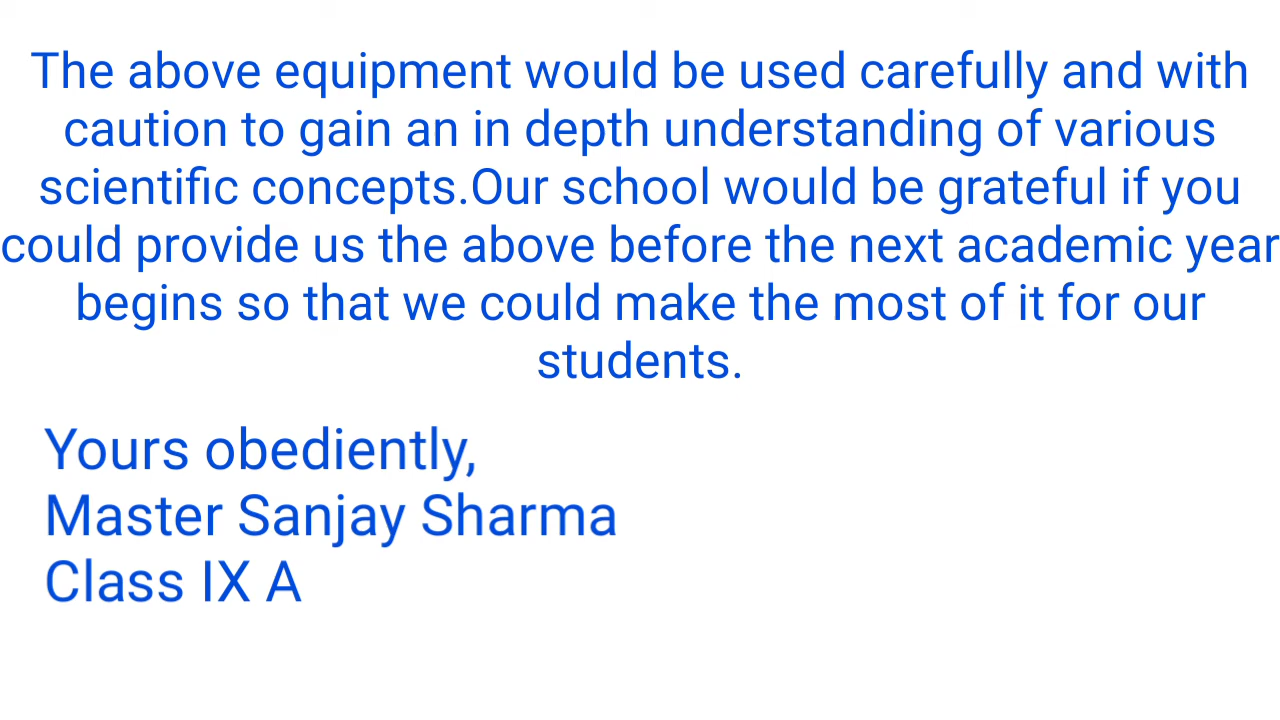 The above equipment would be used carefully and with
caution to gain an in depth understanding of various
scientific concepts.Our school would be grateful if you
could provide us the above before the next academic year
begins so that we could make the most of it for our
students.
Yours obediently,
Master Sanjay Sharma
Class IX A